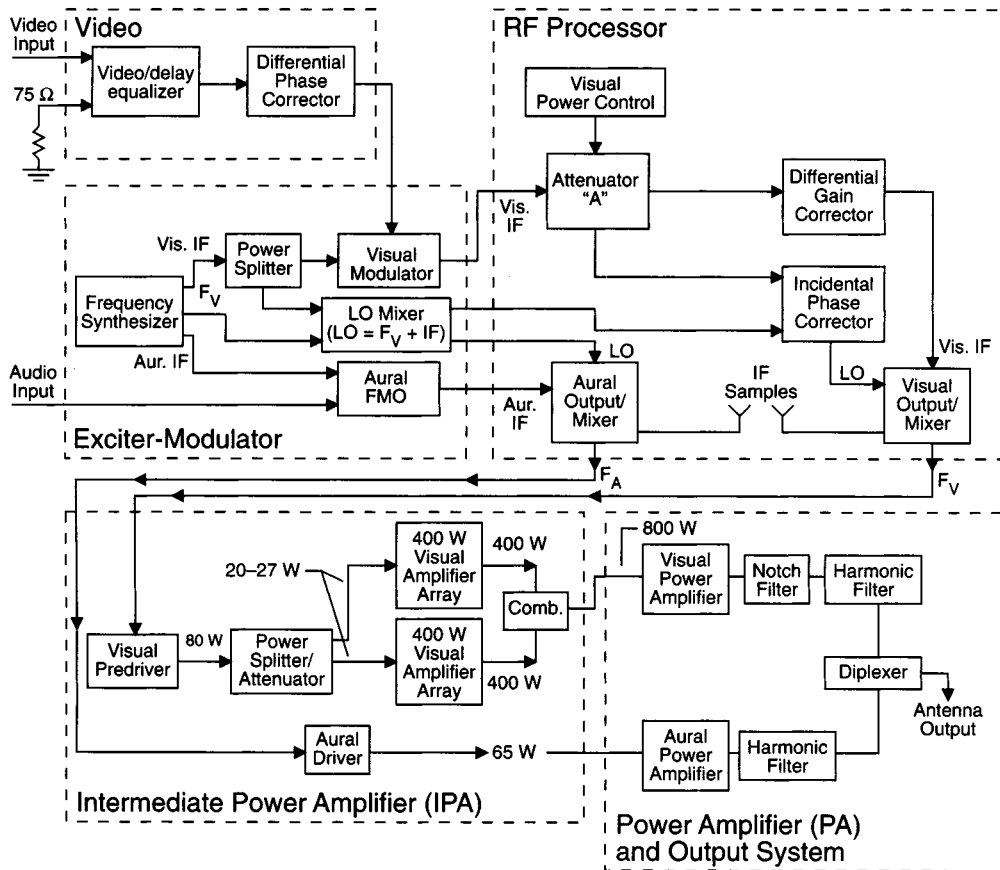 Video
Input
75 Ω
Video
Video/delay
equalizer
Differential
Phase
Corrector
RF Processor
Visual
Power Control
Attenuator
"A"
Differential
Gain
Corrector
Incidental
Phase
Corrector
Vis.
IF
Vis. IF
Power
Splitter
Visual
Modulator
Frequency
Synthesizer
FV
LO Mixer
(LO = FV + IF)
Aur. IF
Audio
Input
Aural
FMO
Exciter-Modulator
LO
Aur.
IF
Aural
Output/
Mixer
IF
Samples
LO
Vis. IF
Visual
Output/
Mixer
FA
FV
20–27 W
400 W
Visual
Amplifier
Array
400 W
Comb.
Visual
Predriver
80 W
Power
Splitter/
Attenuator
400 W
Visual
Amplifier
Array
400 W
Aural
Driver
65 W
Intermediate Power Amplifier (IPA)
800 W
Visual
Power
Amplifier
Notch
Filter
Harmonic
Filter
Diplexer
Antenna
Output
Aural
Power
Amplifier
Harmonic
Filter
Power Amplifier (PA)
and Output System